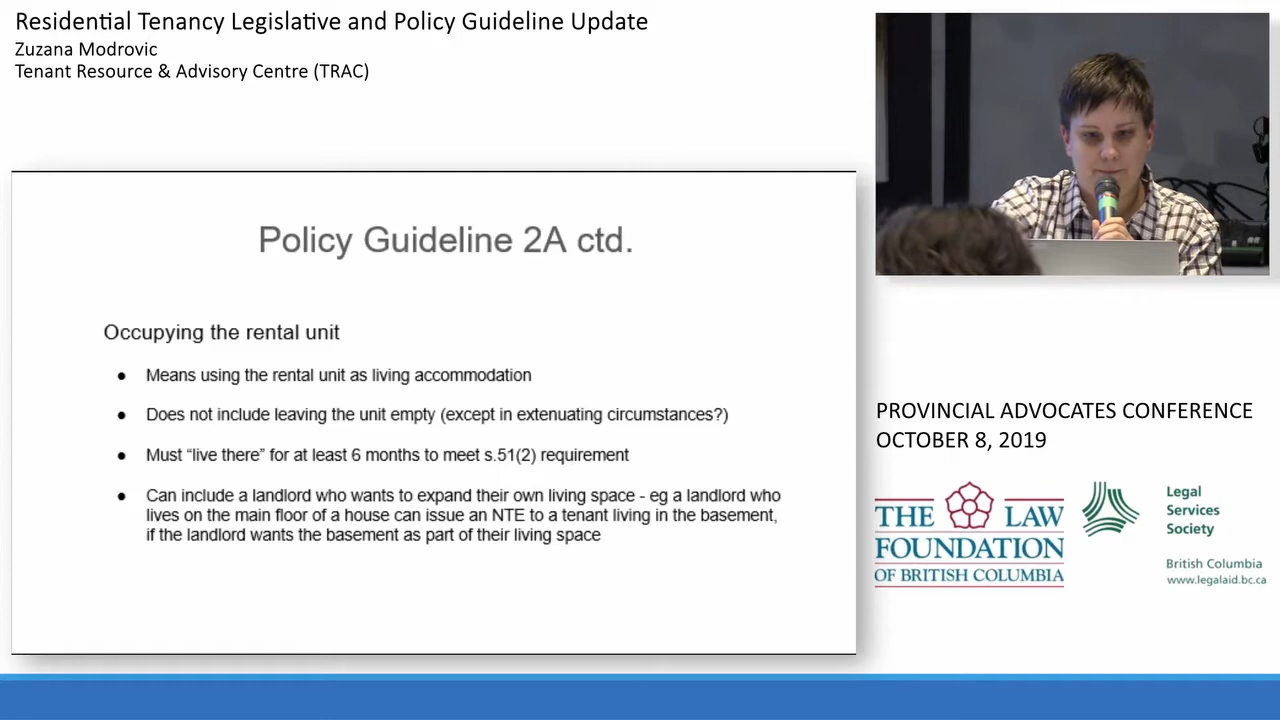 Residential Tenancy Legislative and Policy Guideline Update
Zuzana Modrovic
Tenant Resource & Advisory Centre (TRAC)
Policy Guideline 2A ctd.
Occupying the rental unit
● Means using the rental unit as living accommodation
● Does not include leaving the unit empty (except in extenuating circumstances?)
● Must “live there” for at least 6 months to meet s.51(2) requirement
● Can include a landlord who wants to expand their own living space - eg a landlord who
lives on the main floor of a house can issue an NTE to a tenant living in the basement,
if the landlord wants the basement as part of their living space
PROVINCIAL ADVOCATES CONFERENCE
OCTOBER 8, 2019
THE LAW
FOUNDATION
OF BRITISH COLUMBIA
Legal
Services
Society
British Columbia
www.legalaid.bc.ca